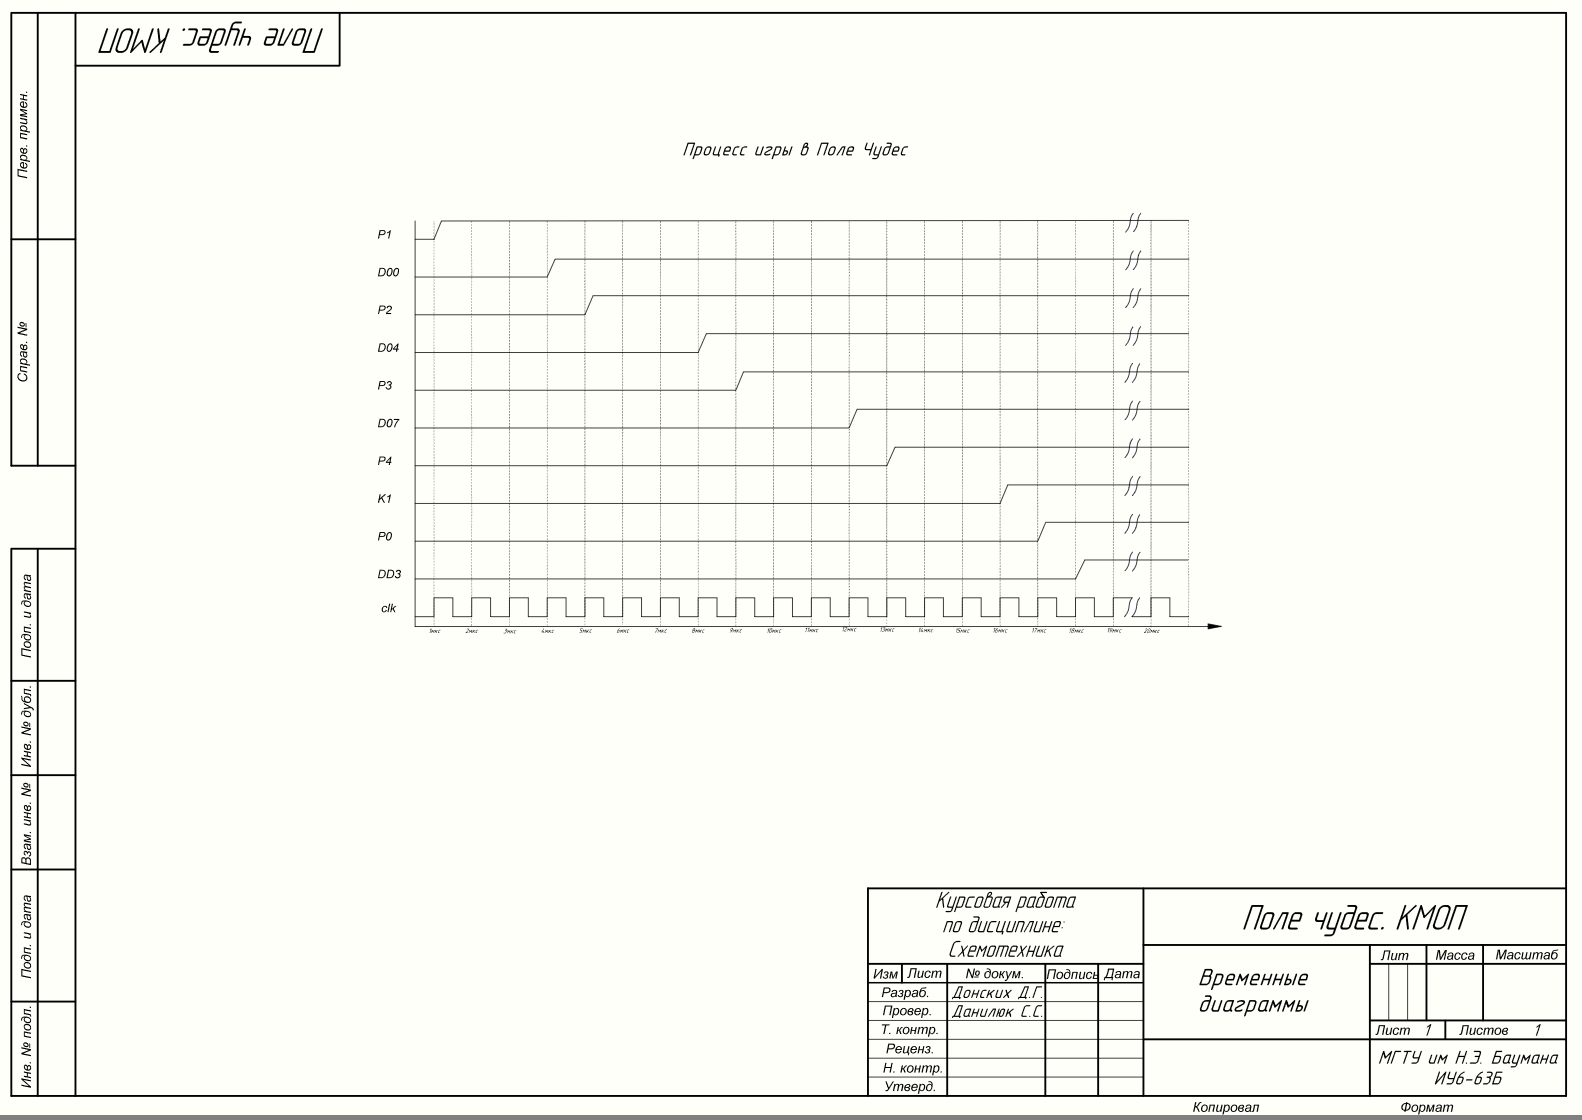 Поле чудес. КМОП
Перв. примен.
Справ. №
Подп. и дата
Инв. № дубл.
Взам. инв. №
Подп. и дата
Инв. № подл.
Процесс игры в Поле Чудес
P1
D00
P2
D04
P3
D07
P4
K1
P0
DD3
clk
1мкс 2мкс 3мкс 4мкс 5мкс 6мкс 7мкс 8мкс 9мкс 10мкс 11мкс 12мкс 13мкс 14мкс 15мкс 16мкс 17мкс 18мкс 19мкс 20мкс
Курсовая работа
по дисциплине:
Схемотехника
Изм Лист № докум. Подпись Дата
Разраб. Донских Д.Г.
Провер. Данилюк С.С.
Т. контр.
Реценз.
Н. контр.
Утверд.
Поле чудес. КМОП
Временные
диаграммы
Лит Масса Масштаб
Лист 1 Листов 1
МГТУ им Н.Э. Баумана
ИУ6-63Б
Копировал Формат